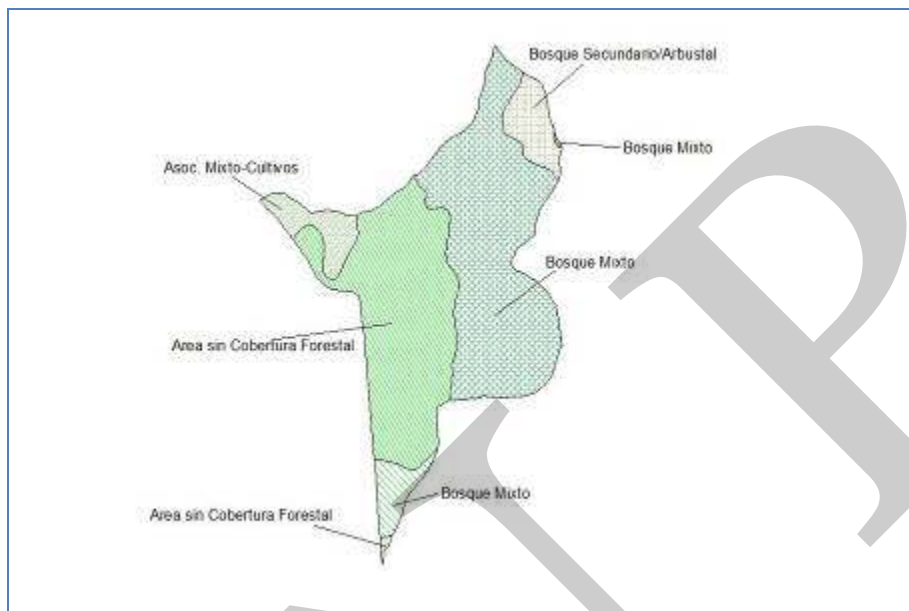 Bosque Secundario/Arbustal
Bosque Mixto
Asoc. Mixto-Cultivos
Bosque Mixto
Area sin Cobertura Forestal
Bosque Mixto
Area sin Cobertura Forestal